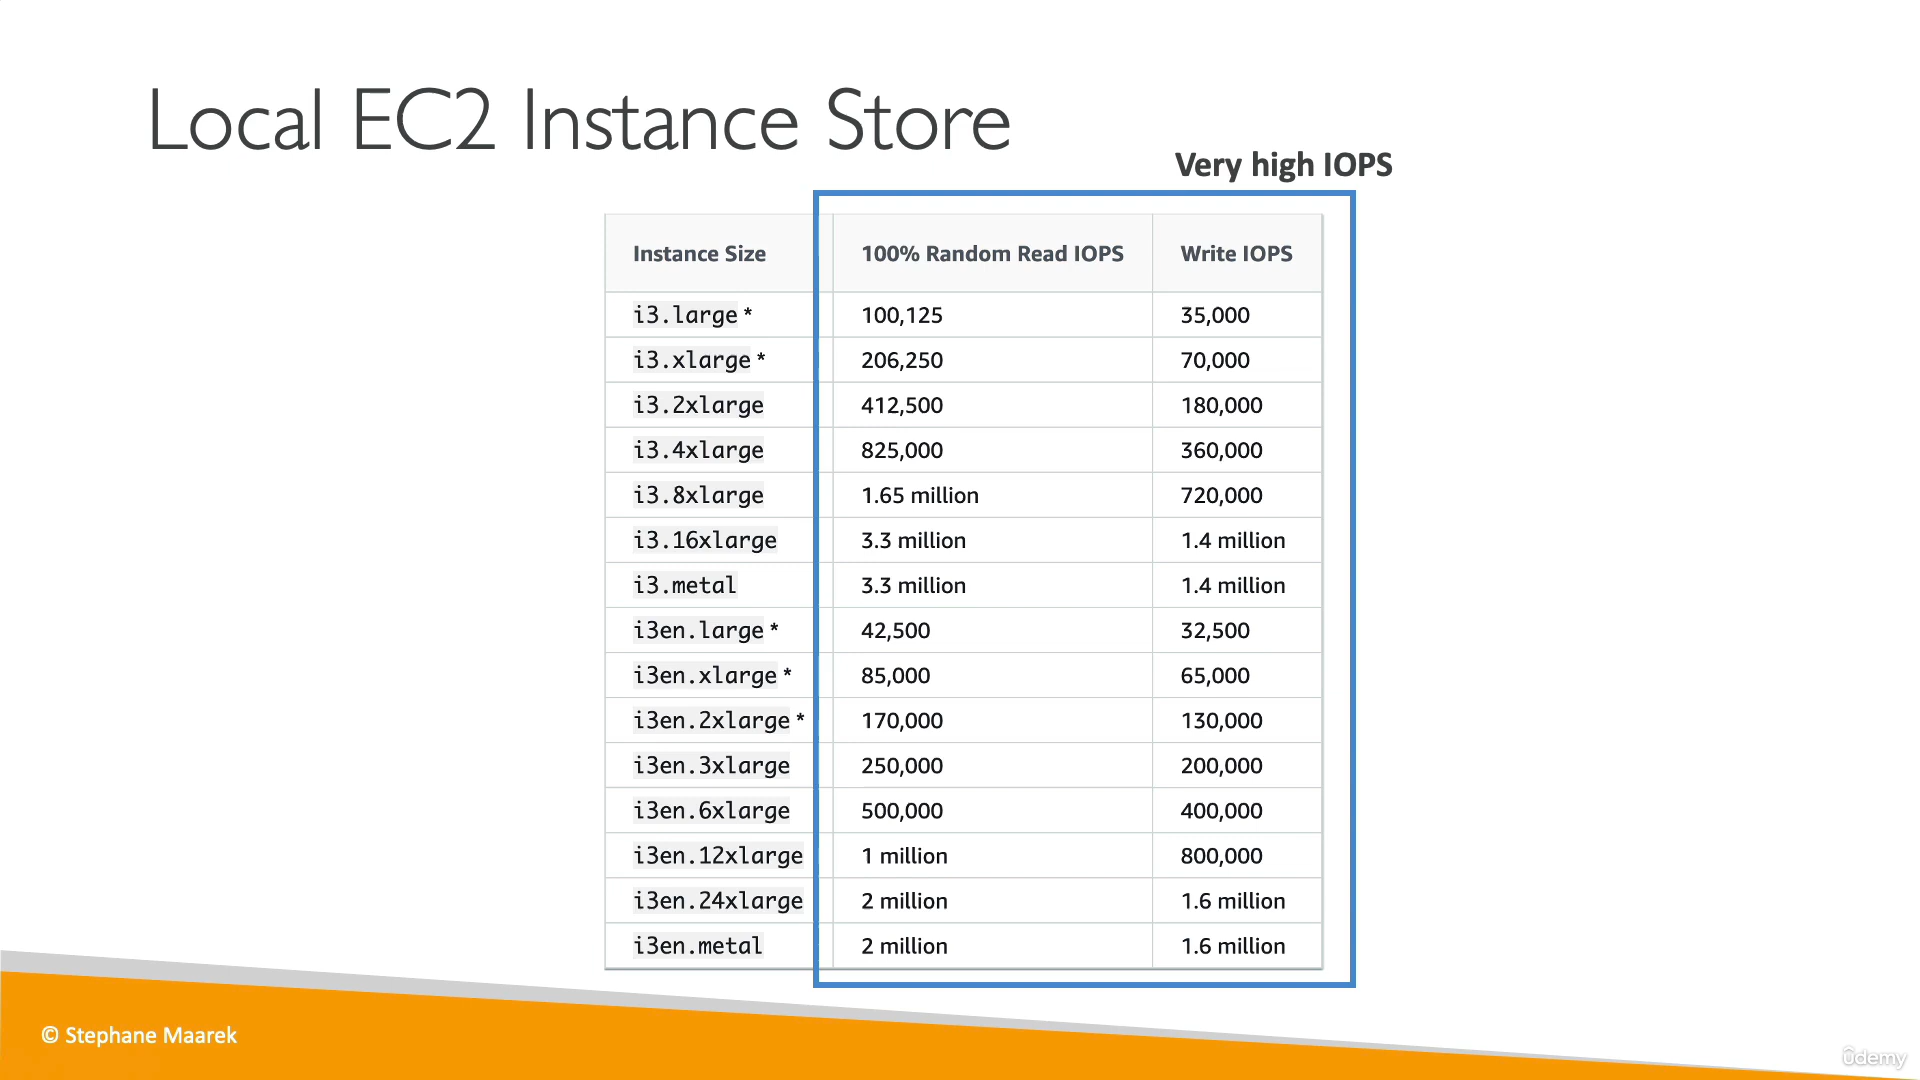 Local EC2 Instance Store
Very high IOPS
Instance Size 100% Random Read IOPS Write IOPS
i3.large * 100,125 35,000
i3.xlarge * 206,250 70,000
i3.2xlarge 412,500 180,000
i3.4xlarge 825,000 360,000
i3.8xlarge 1.65 million 720,000
i3.16xlarge 3.3 million 1.4 million
i3.metal 3.3 million 1.4 million
i3en.large * 42,500 32,500
i3en.xlarge * 85,000 65,000
i3en.2xlarge * 170,000 130,000
i3en.3xlarge 250,000 200,000
i3en.6xlarge 500,000 400,000
i3en.12xlarge 1 million 800,000
i3en.24xlarge 2 million 1.6 million
i3en.metal 2 million 1.6 million
© Stephane Maarek
ûdemy